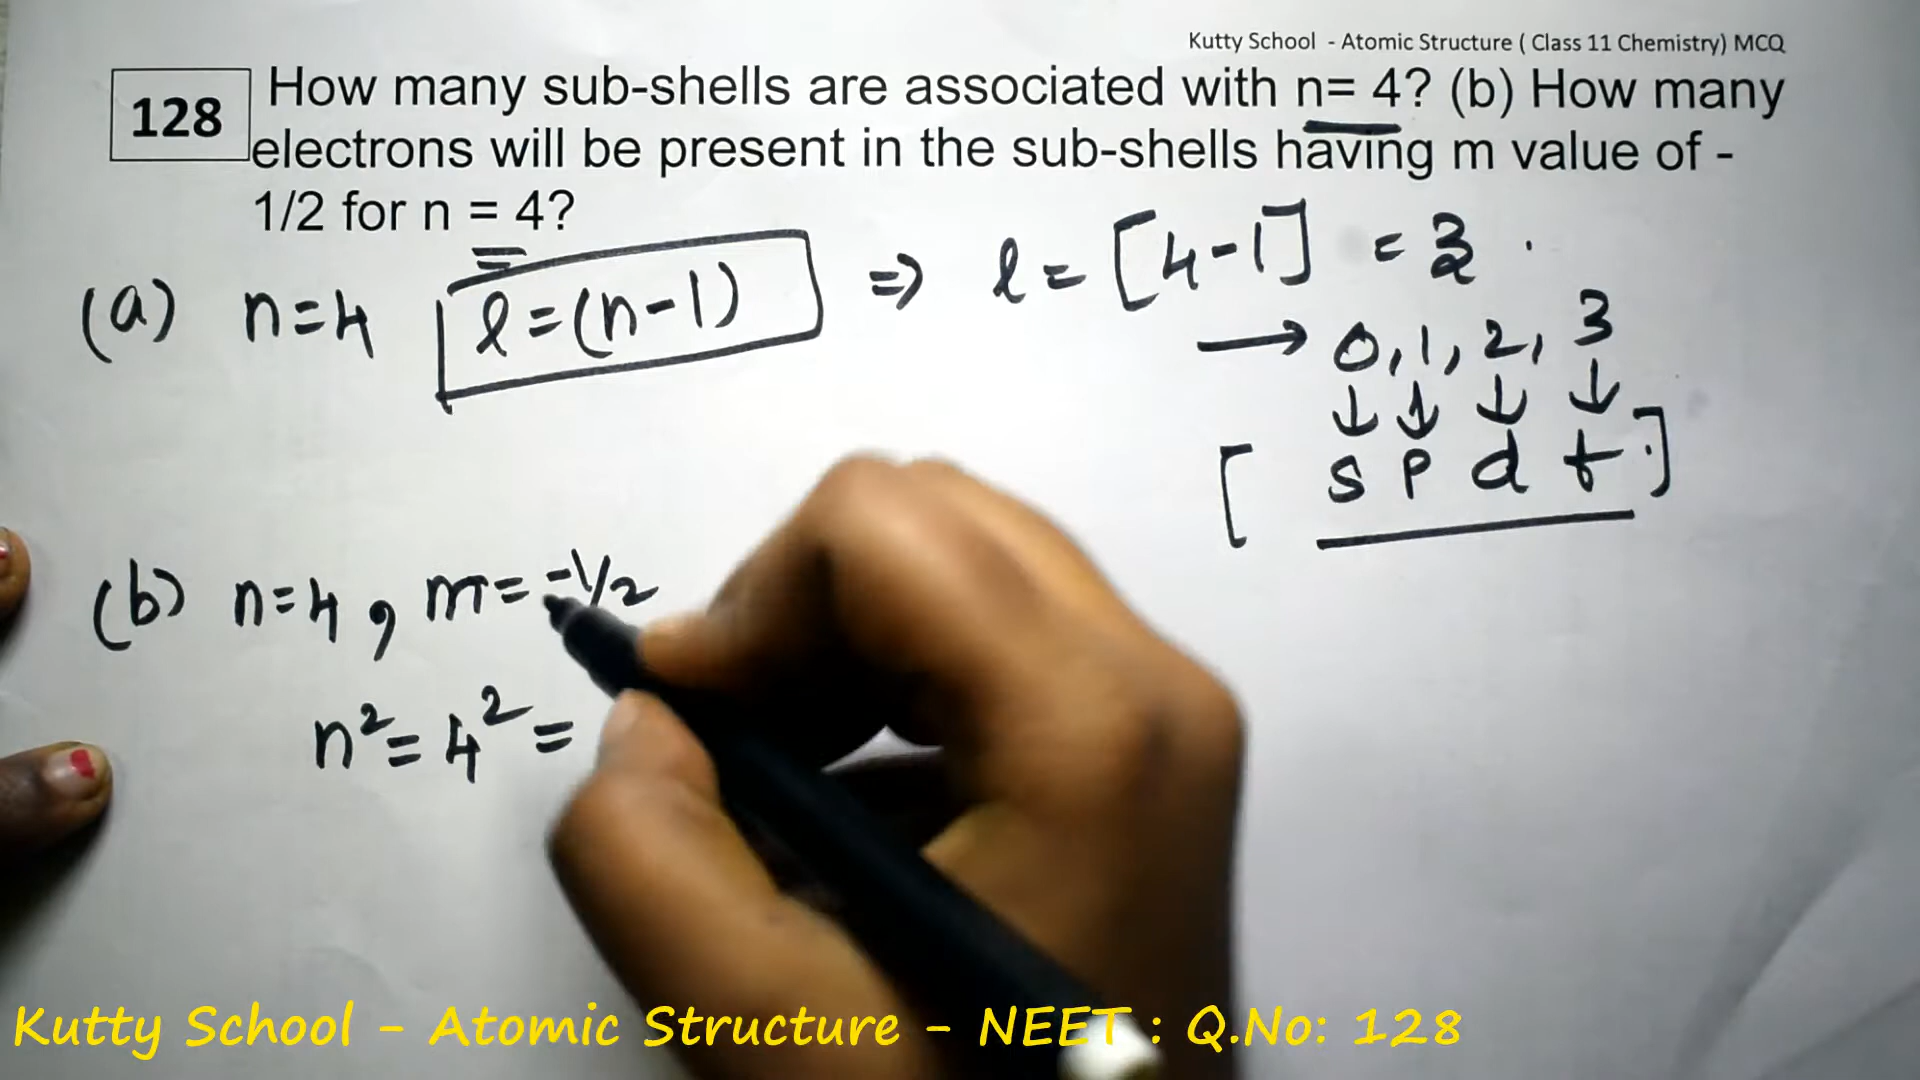 Kutty School - Atomic Structure ( Class 11 Chemistry) MCQ
128 How many sub-shells are associated with n= 4? (b) How many
electrons will be present in the sub-shells having m value of -
1/2 for n = 4?
(a) n=4 l=(n-1) ⇒ l=[4-1] = 3.
→ 0,1,2,3
↓ ↓ ↓ ↓
[ s p d f ]
(b) n=4, m=-1/2
n²=4²=
Kutty School - Atomic Structure - NEET : Q.No: 128